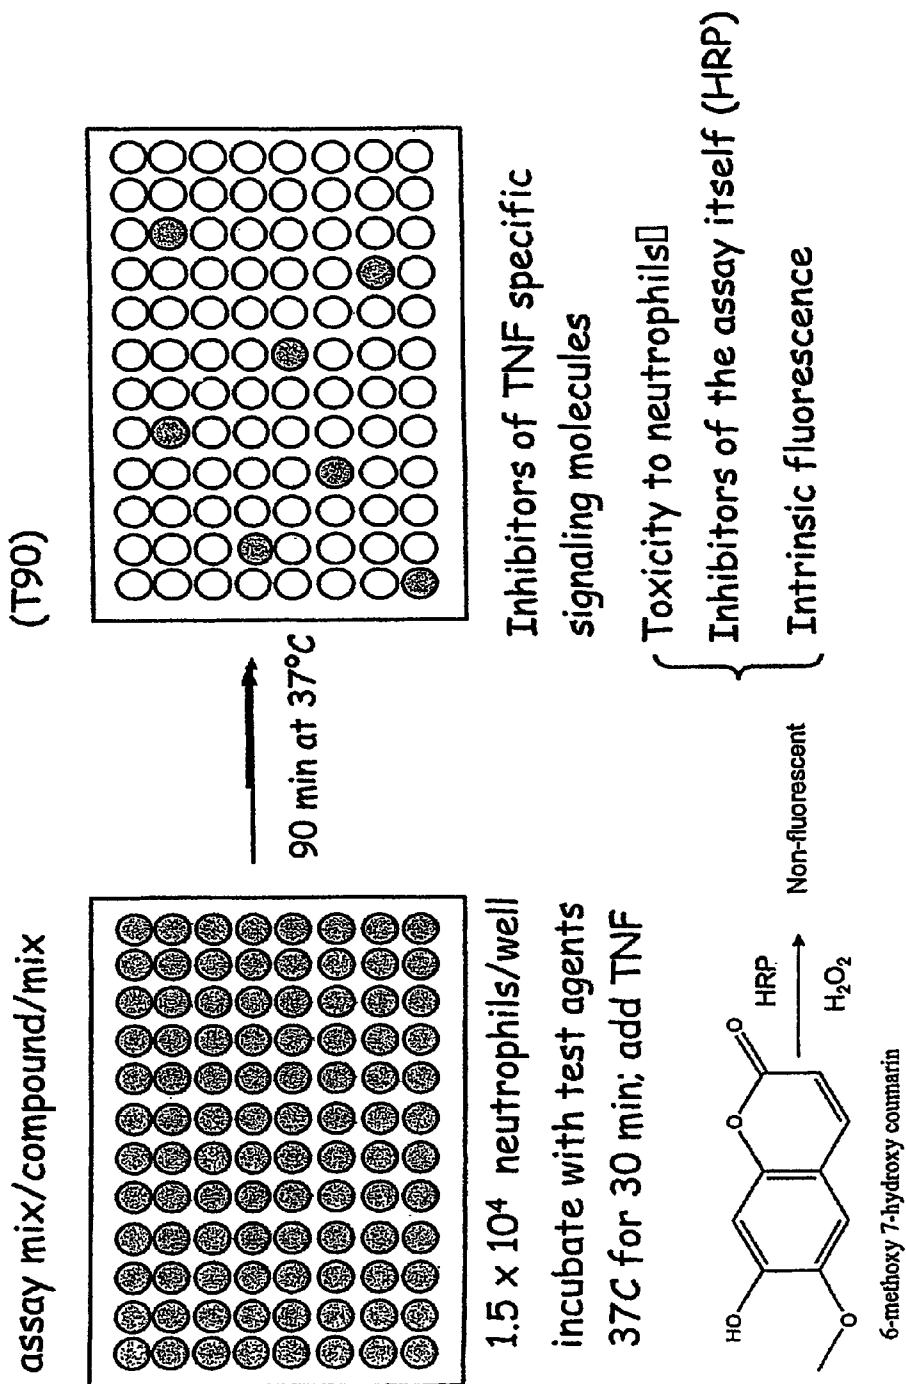 assay mix/compound/mix
(T90)
90 min at 37°C
1.5 x 10⁴ neutrophils/well
incubate with test agents
37C for 30 min; add TNF
Inhibitors of TNF specific
signaling molecules
Toxicity to neutrophils▯
Inhibitors of the assay itself (HRP)
Intrinsic fluorescence
HO
O
O
O
HRP
H₂O₂
Non-fluorescent
6-methoxy 7-hydroxy coumarin